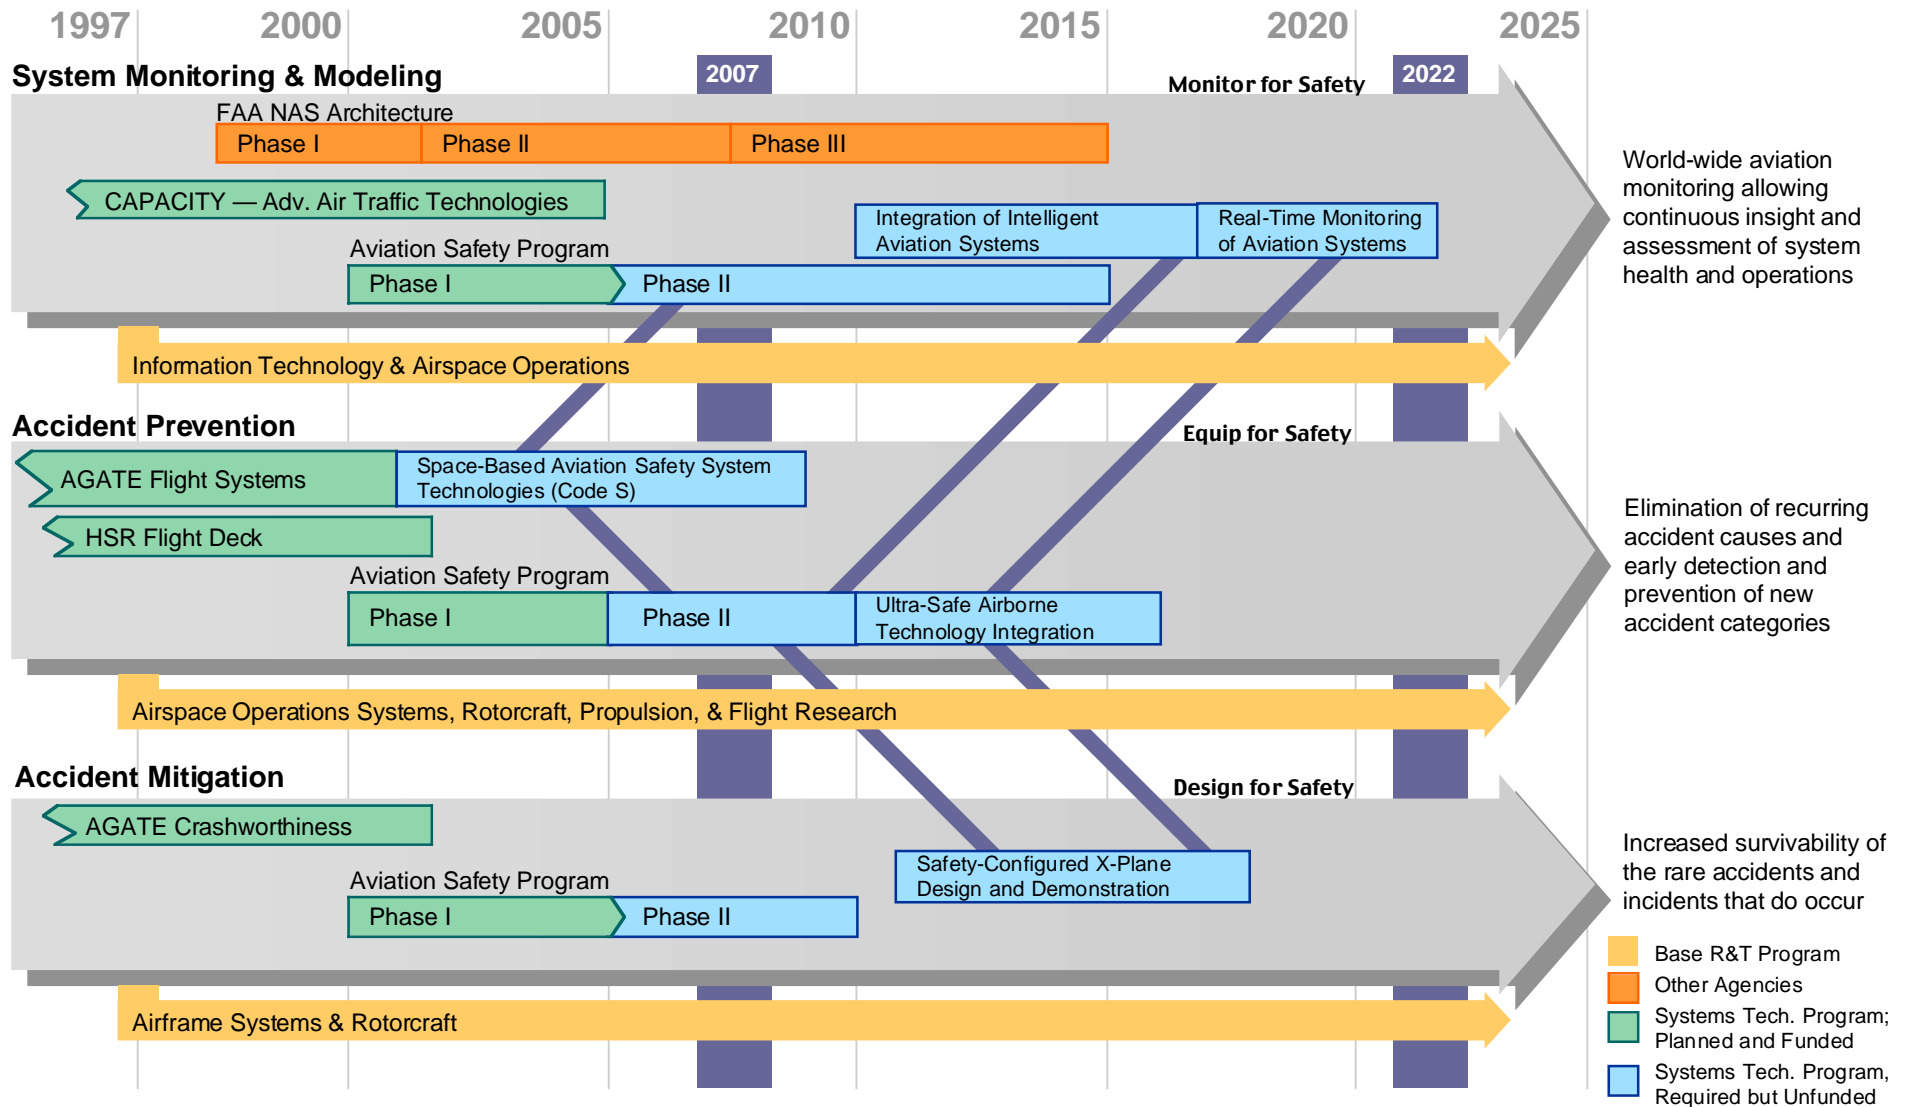 1997 2000 2005 2010 2015 2020 2025
2007
2022
System Monitoring & Modeling
Monitor for Safety
FAA NAS Architecture
Phase I
Phase II
Phase III
CAPACITY — Adv. Air Traffic Technologies
Integration of Intelligent
Aviation Systems
Real-Time Monitoring
of Aviation Systems
Aviation Safety Program
Phase I
Phase II
World-wide aviation
monitoring allowing
continuous insight and
assessment of system
health and operations
Information Technology & Airspace Operations
Accident Prevention
Equip for Safety
AGATE Flight Systems
Space-Based Aviation Safety System
Technologies (Code S)
HSR Flight Deck
Aviation Safety Program
Phase I
Phase II
Ultra-Safe Airborne
Technology Integration
Elimination of recurring
accident causes and
early detection and
prevention of new
accident categories
Airspace Operations Systems, Rotorcraft, Propulsion, & Flight Research
Accident Mitigation
Design for Safety
AGATE Crashworthiness
Safety-Configured X-Plane
Design and Demonstration
Aviation Safety Program
Phase I
Phase II
Increased survivability of
the rare accidents and
incidents that do occur
Airframe Systems & Rotorcraft
Base R&T Program
Other Agencies
Systems Tech. Program;
Planned and Funded
Systems Tech. Program,
Required but Unfunded